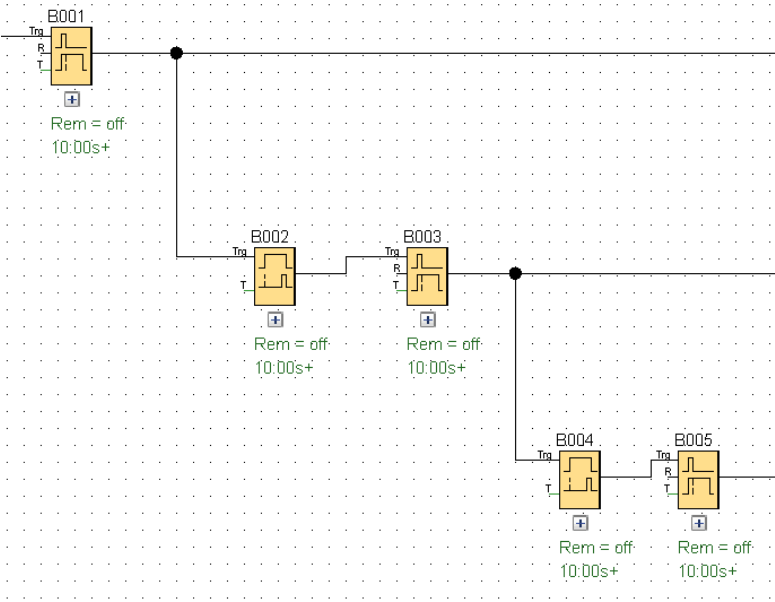 B001
Trg
R
T
Rem = off
10:00s+
B002
Trg
T
Rem = off
10:00s+
B003
Trg
R
T
Rem = off
10:00s+
B004
Trg
T
Rem = off
10:00s+
B005
Trg
R
T
Rem = off
10:00s+